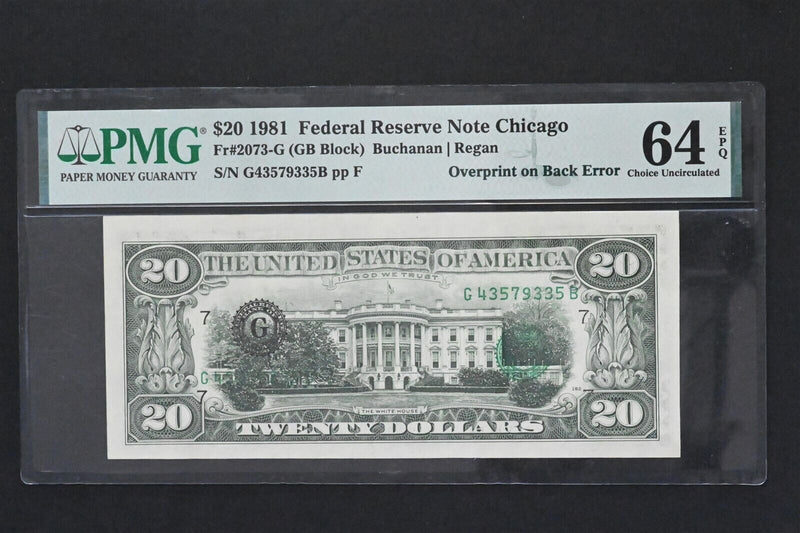 PMG®
PAPER MONEY GUARANTY
$20 1981 Federal Reserve Note Chicago
Fr#2073-G (GB Block) Buchanan | Regan
S/N G43579335B pp F
Overprint on Back Error
64
EPQ
Choice Uncirculated
20
THE UNITED STATES OF AMERICA
20
IN GOD WE TRUST
G 43579335 B
7
G
7
G
7
THE WHITE HOUSE
20
TWENTY DOLLARS
20